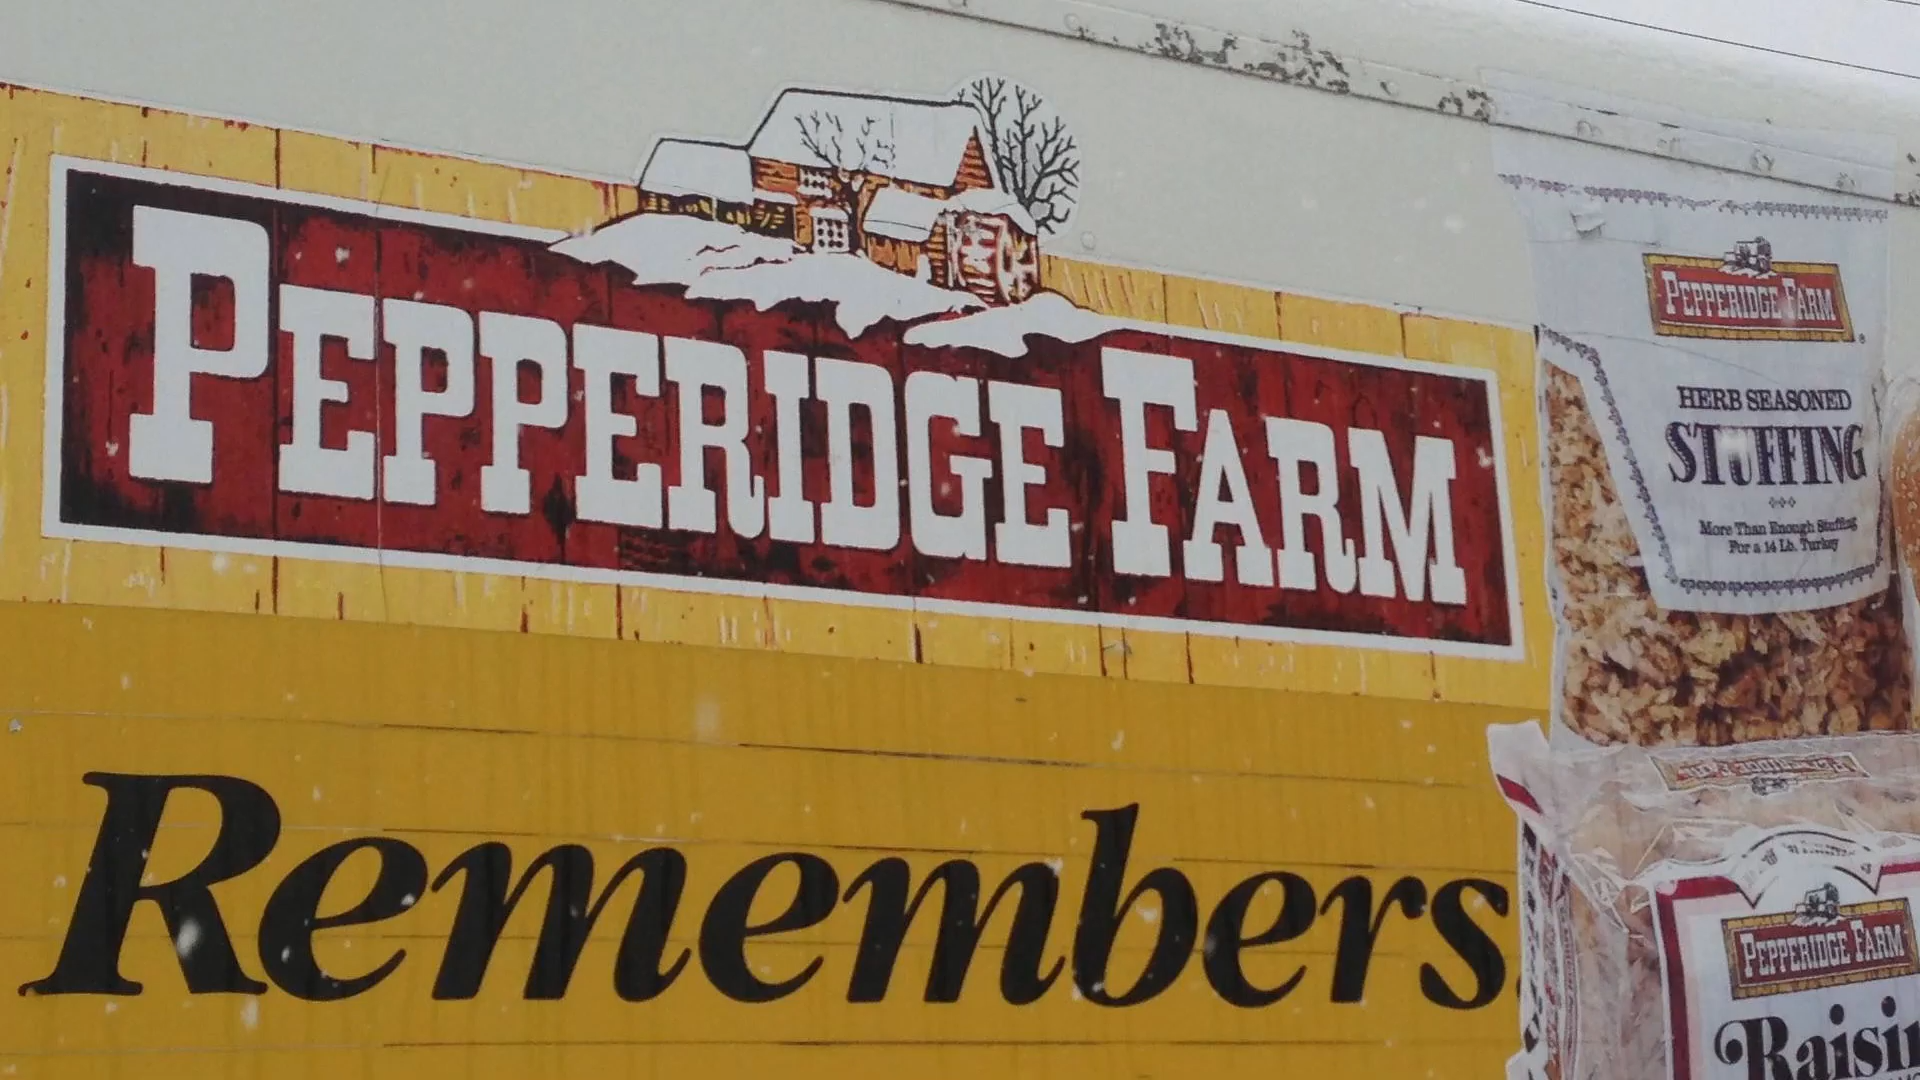 PEPPERIDGE FARM
Remembers.
PEPPERIDGE FARM
HERB SEASONED
STUFFING
More Than Enough Stuffing
For a 14 Lb. Turkey
PEPPERIDGE FARM